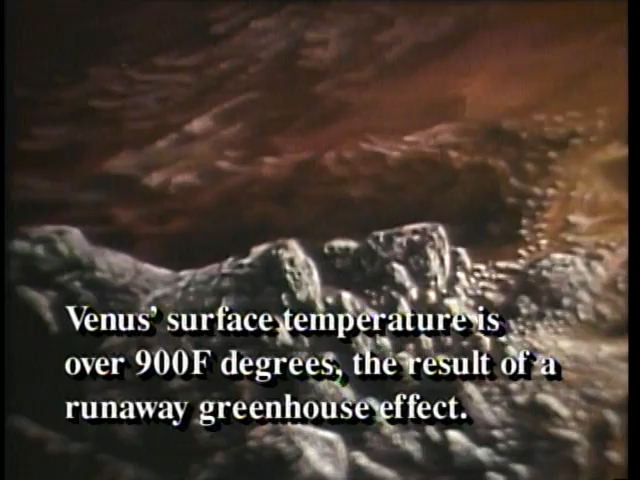 Venus' surface temperature is
over 900F degrees, the result of a
runaway greenhouse effect.